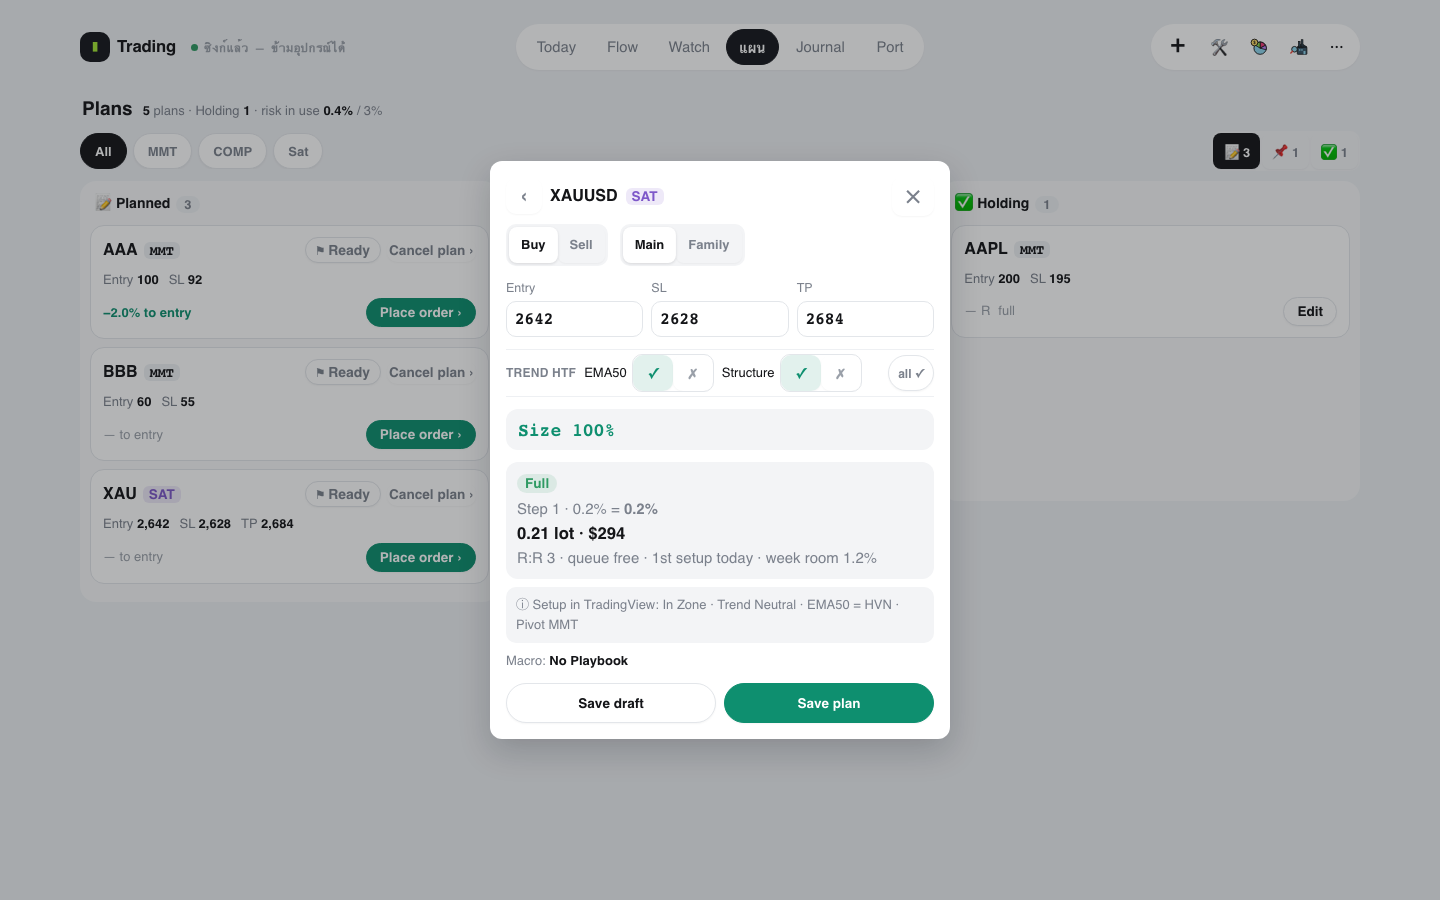 Trading
ซิงก์แล้ว — ข้ามอุปกรณ์ได้
Today Flow Watch แผน Journal Port
+ ...
Plans 5 plans · Holding 1 · risk in use 0.4% / 3%
All MMT COMP Sat
3 1 1
Planned 3
AAA MMT Ready Cancel plan ›
Entry 100 SL 92
−2.0% to entry Place order ›
BBB MMT Ready Cancel plan ›
Entry 60 SL 55
— to entry Place order ›
XAU SAT Ready Cancel plan ›
Entry 2,642 SL 2,628 TP 2,684
— to entry Place order ›
‹ XAUUSD SAT ×
Buy Sell Main Family
Entry SL TP
2642 2628 2684
TREND HTF EMA50 ✓ ✗ Structure ✓ ✗ all ✓
Size 100%
Full
Step 1 · 0.2% = 0.2%
0.21 lot · $294
R:R 3 · queue free · 1st setup today · week room 1.2%
ⓘ Setup in TradingView: In Zone · Trend Neutral · EMA50 = HVN ·
Pivot MMT
Macro: No Playbook
Save draft Save plan
Holding 1
AAPL MMT
Entry 200 SL 195
— R full Edit